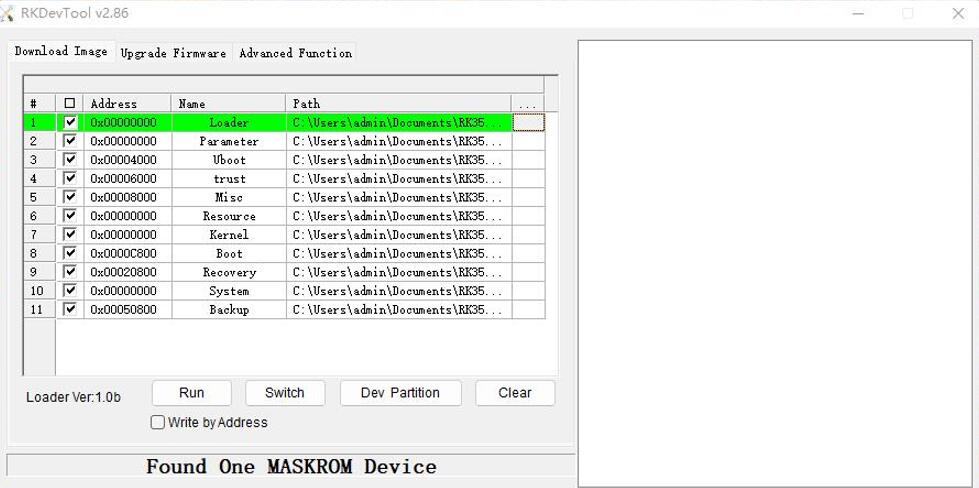 RKDevTool v2.86
Download Image Upgrade Firmware Advanced Function
# Address Name Path ...
1 0x00000000 Loader C:\Users\admin\Documents\RK35...
2 0x00000000 Parameter C:\Users\admin\Documents\RK35...
3 0x00004000 Uboot C:\Users\admin\Documents\RK35...
4 0x00006000 trust C:\Users\admin\Documents\RK35...
5 0x00008000 Misc C:\Users\admin\Documents\RK35...
6 0x00000000 Resource C:\Users\admin\Documents\RK35...
7 0x00000000 Kernel C:\Users\admin\Documents\RK35...
8 0x0000C800 Boot C:\Users\admin\Documents\RK35...
9 0x00020800 Recovery C:\Users\admin\Documents\RK35...
10 0x00000000 System C:\Users\admin\Documents\RK35...
11 0x00050800 Backup C:\Users\admin\Documents\RK35...
Loader Ver:1.0b Run Switch Dev Partition Clear
Write by Address
Found One MASKROM Device